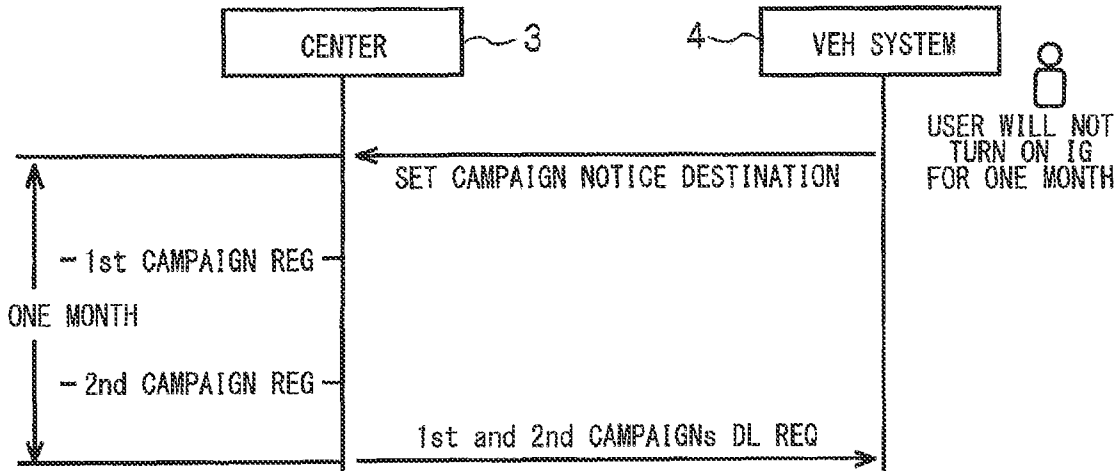 CENTER
3
4
VEH SYSTEM
USER WILL NOT
TURN ON IG
FOR ONE MONTH
SET CAMPAIGN NOTICE DESTINATION
1st CAMPAIGN REG
ONE MONTH
2nd CAMPAIGN REG
1st and 2nd CAMPAIGNs DL REQ